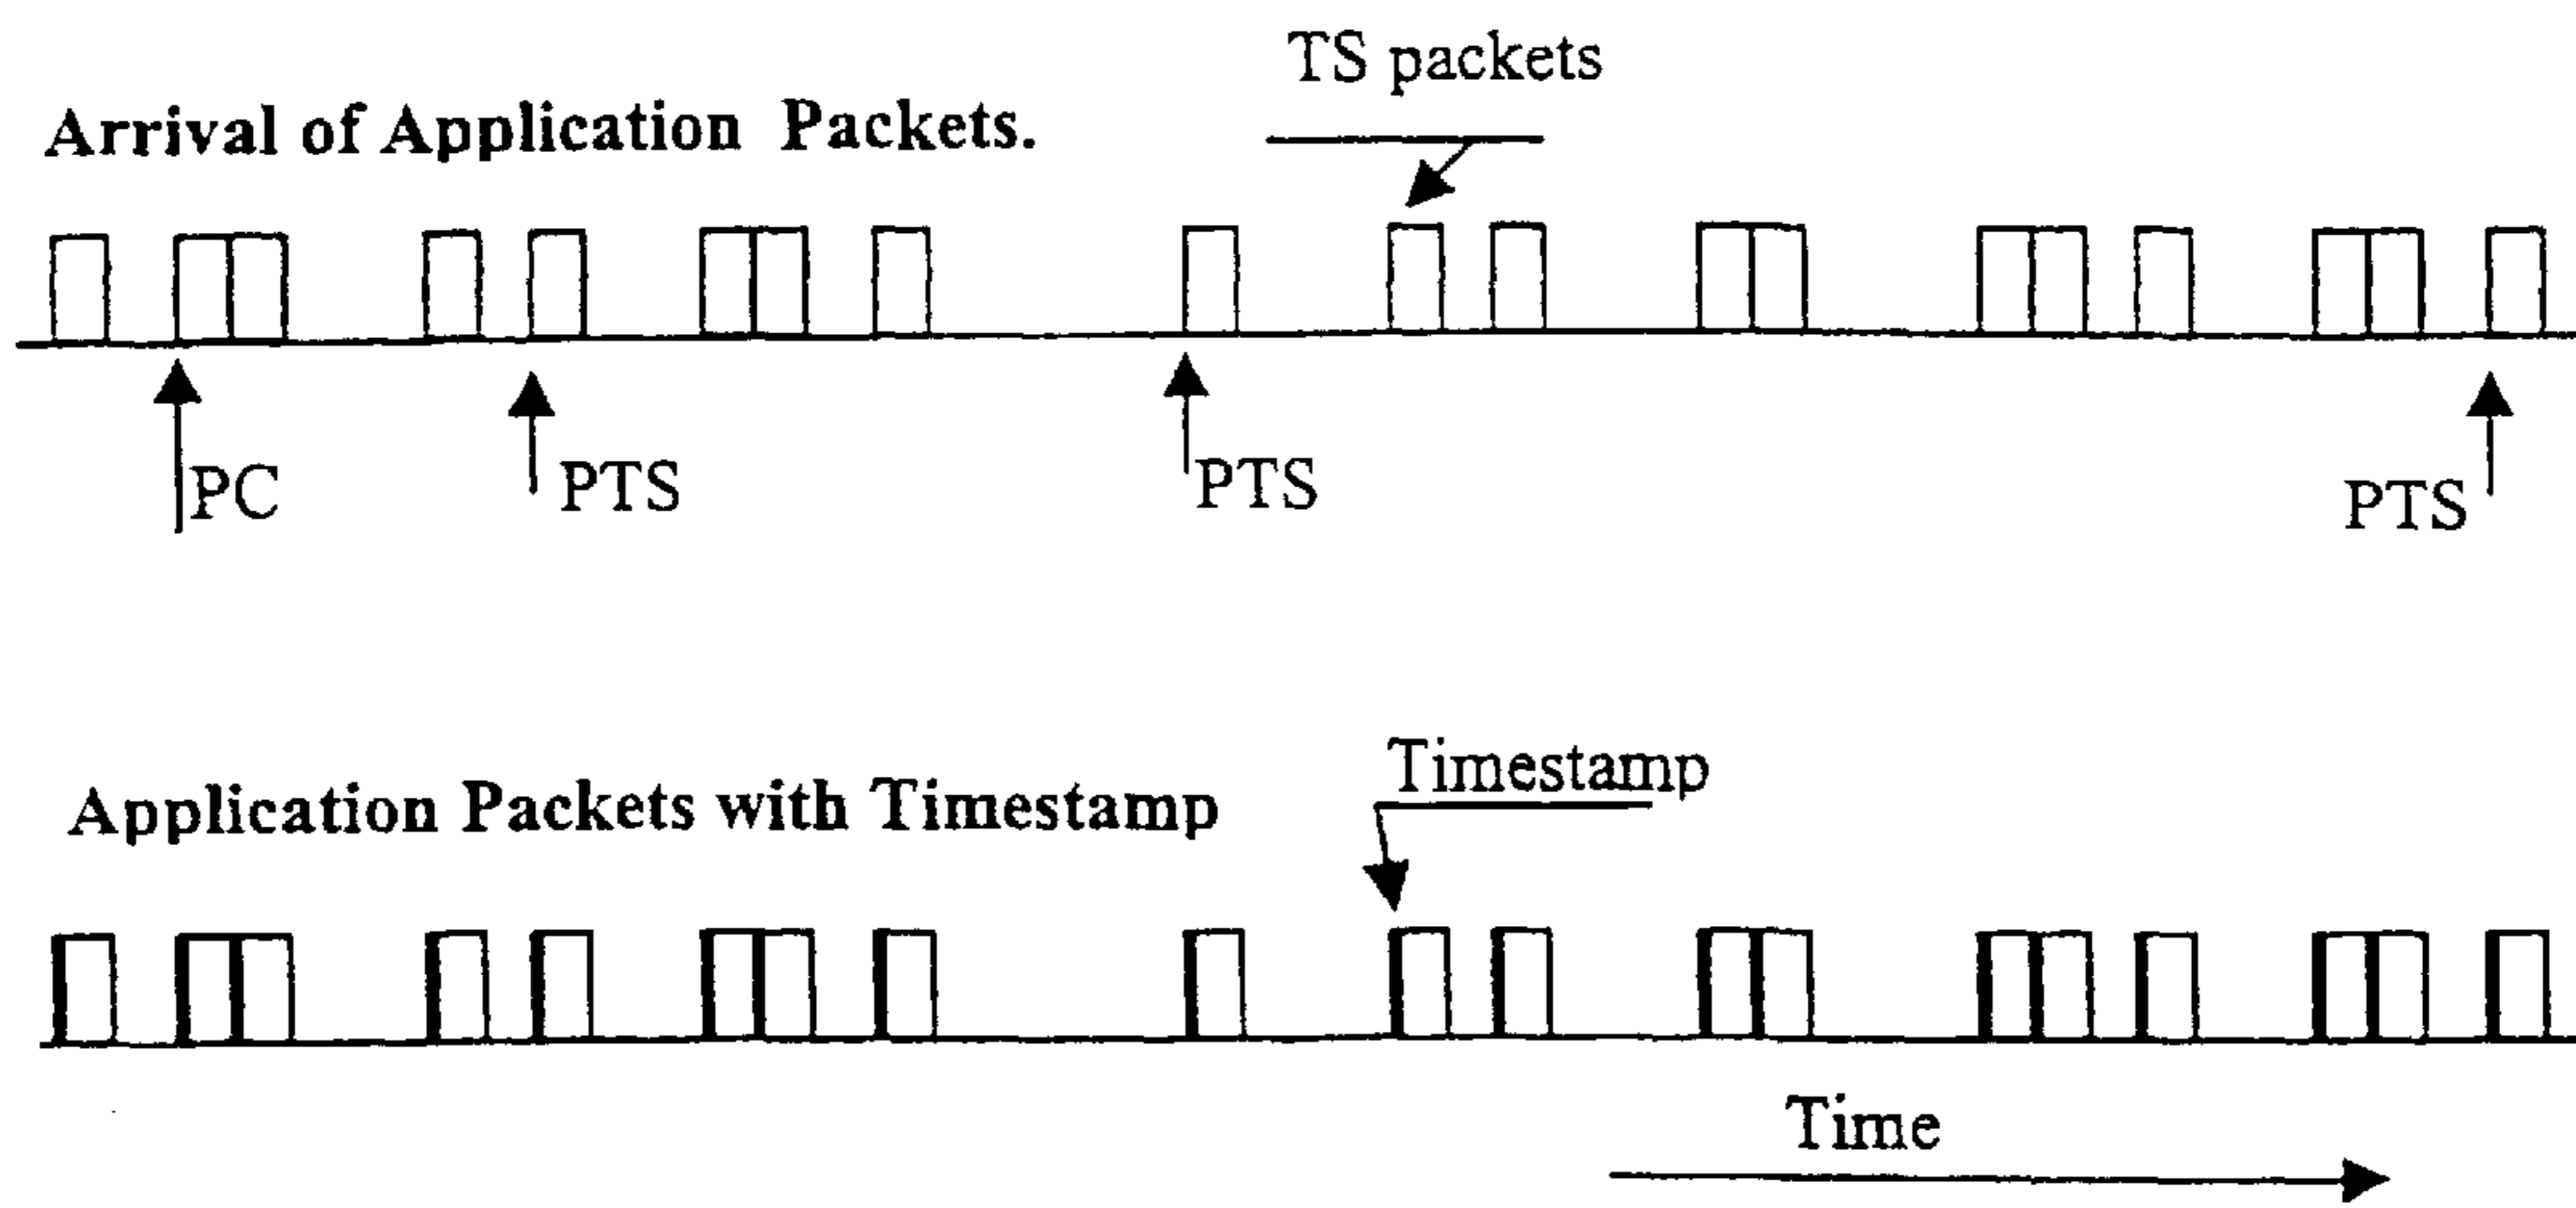 TS packets
Arrival of Application Packets.
PC
PTS
PTS
PTS
Timestamp
Application Packets with Timestamp
Time